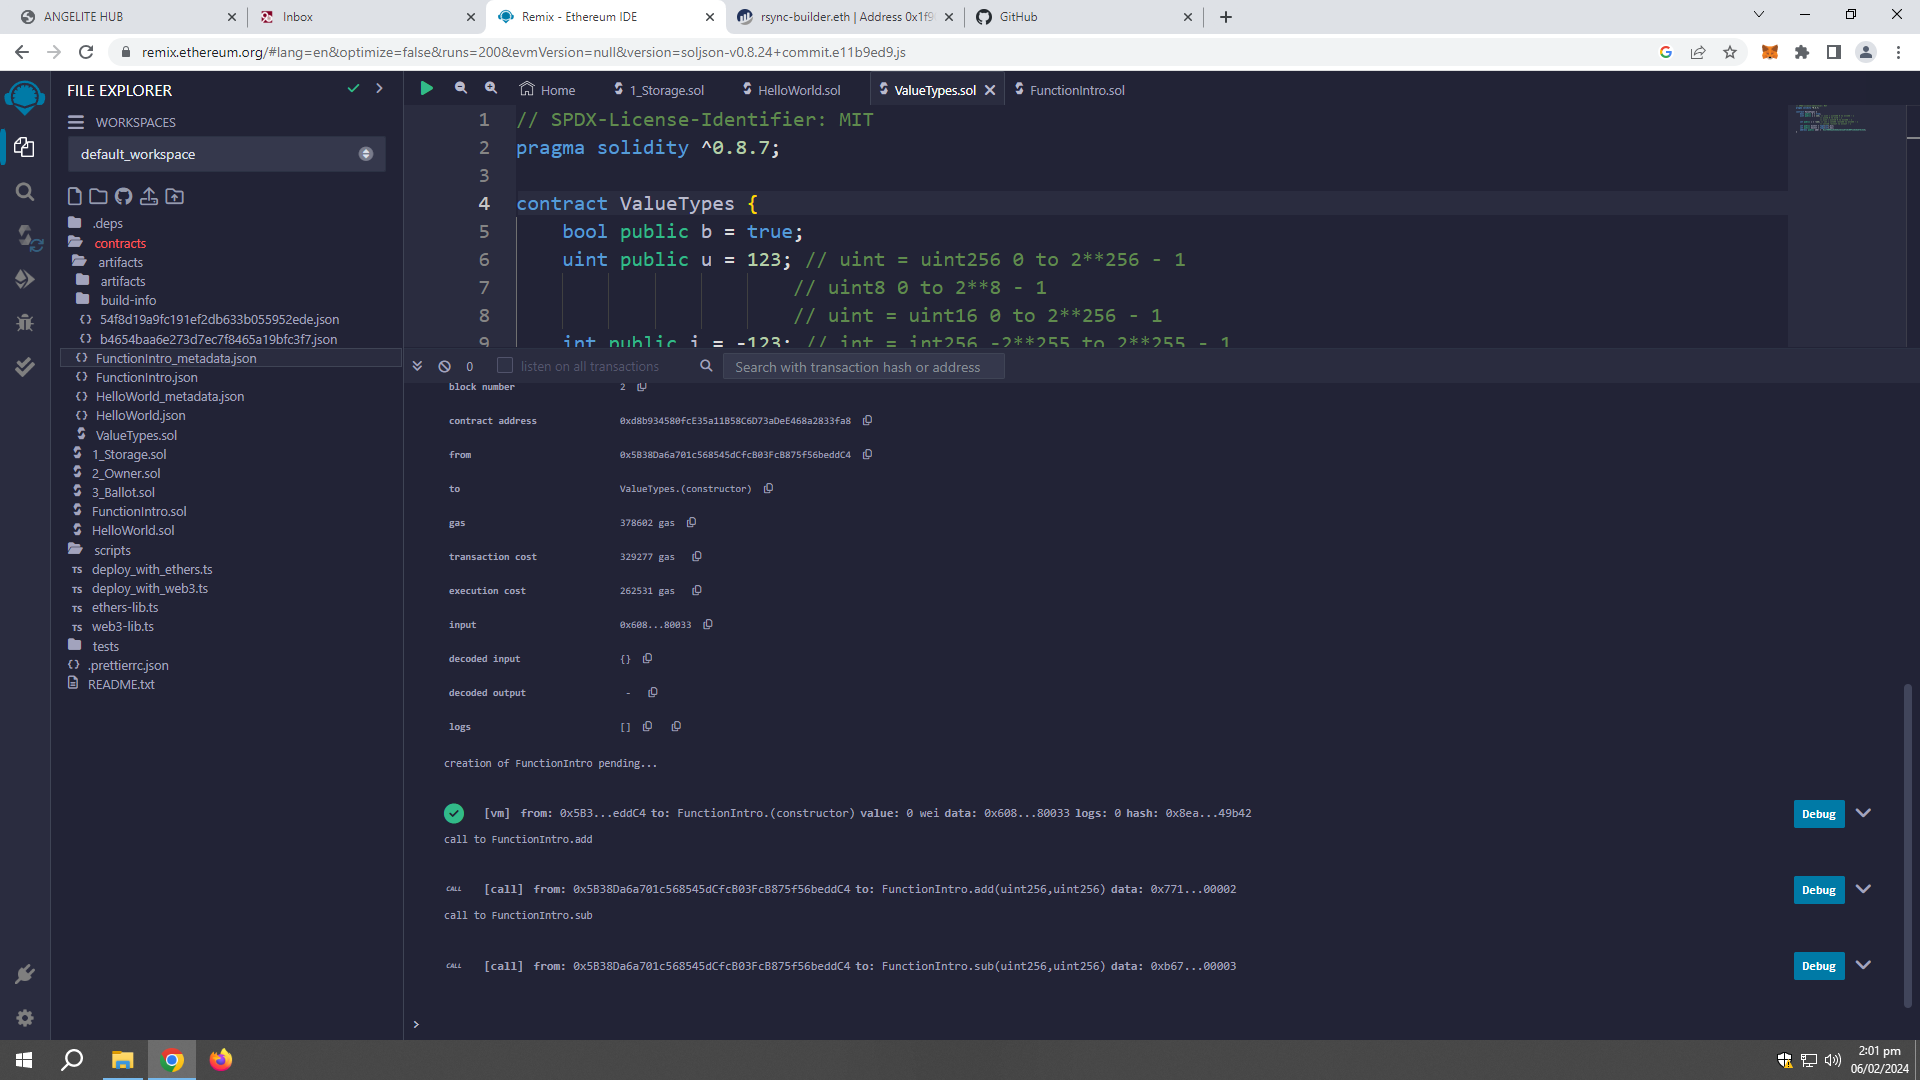 ANGELITE HUB
Inbox
Remix - Ethereum IDE
rsync-builder.eth | Address 0x1f9
GitHub
remix.ethereum.org/#lang=en&optimize=false&runs=200&evmVersion=null&version=soljson-v0.8.24+commit.e11b9ed9.js
FILE EXPLORER
WORKSPACES
default_workspace
.deps
contracts
artifacts
artifacts
build-info
54f8d19a9fc191ef2db633b055952ede.json
b4654baa6e273d7ec7f8465a19bfc3f7.json
FunctionIntro_metadata.json
FunctionIntro.json
HelloWorld_metadata.json
HelloWorld.json
ValueTypes.sol
1_Storage.sol
2_Owner.sol
3_Ballot.sol
FunctionIntro.sol
HelloWorld.sol
scripts
TS deploy_with_ethers.ts
TS deploy_with_web3.ts
TS ethers-lib.ts
TS web3-lib.ts
tests
.prettierrc.json
README.txt
Home
1_Storage.sol
HelloWorld.sol
ValueTypes.sol
FunctionIntro.sol
1 // SPDX-License-Identifier: MIT
2 pragma solidity ^0.8.7;
3
4 contract ValueTypes {
5 bool public b = true;
6 uint public u = 123; // uint = uint256 0 to 2**256 - 1
7 // uint8 0 to 2**8 - 1
8 // uint = uint16 0 to 2**256 - 1
9 int public i = -123; // int = int256 -2**255 to 2**255 - 1
0 listen on all transactions Search with transaction hash or address
block number 2
contract address 0xd8b934580fcE35a11B58C6D73aDeE468a2833fa8
from 0x5B38Da6a701c568545dCfcB03FcB875f56beddC4
to ValueTypes.(constructor)
gas 378602 gas
transaction cost 329277 gas
execution cost 262531 gas
input 0x608...80033
decoded input {}
decoded output -
logs []
creation of FunctionIntro pending...
[vm] from: 0x5B3...eddC4 to: FunctionIntro.(constructor) value: 0 wei data: 0x608...80033 logs: 0 hash: 0x8ea...49b42 Debug
call to FunctionIntro.add
CALL [call] from: 0x5B38Da6a701c568545dCfcB03FcB875f56beddC4 to: FunctionIntro.add(uint256,uint256) data: 0x771...00002 Debug
call to FunctionIntro.sub
CALL [call] from: 0x5B38Da6a701c568545dCfcB03FcB875f56beddC4 to: FunctionIntro.sub(uint256,uint256) data: 0xb67...00003 Debug
>
2:01 pm
06/02/2024